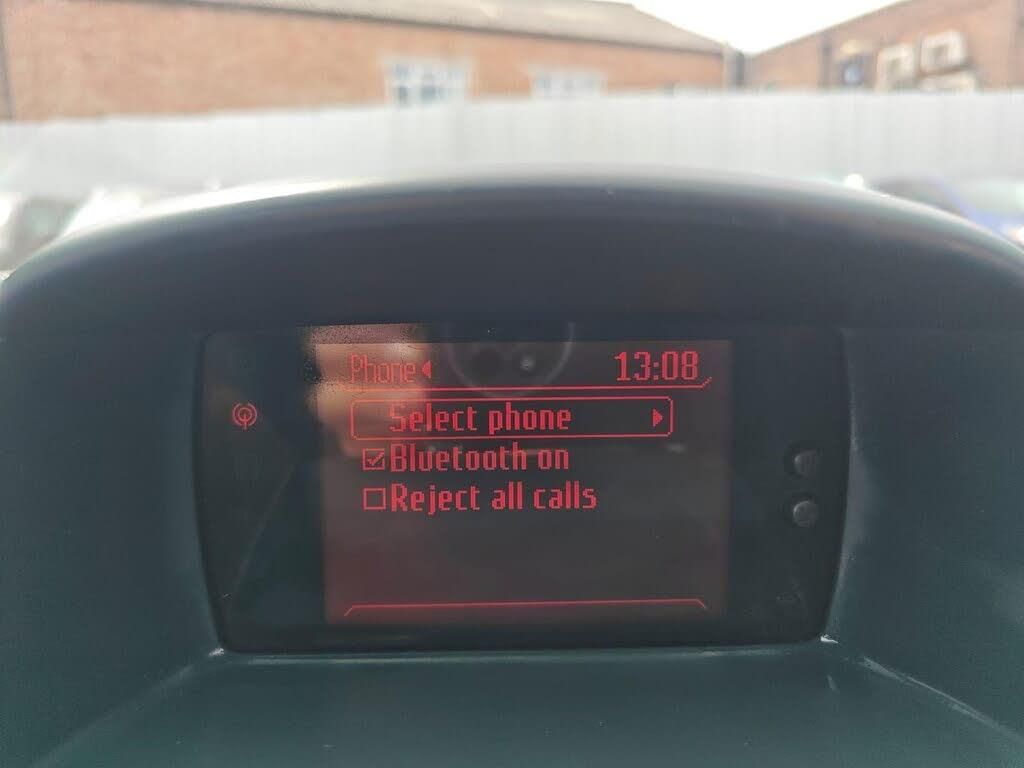 Phone
13:08
Select phone
Bluetooth on
Reject all calls